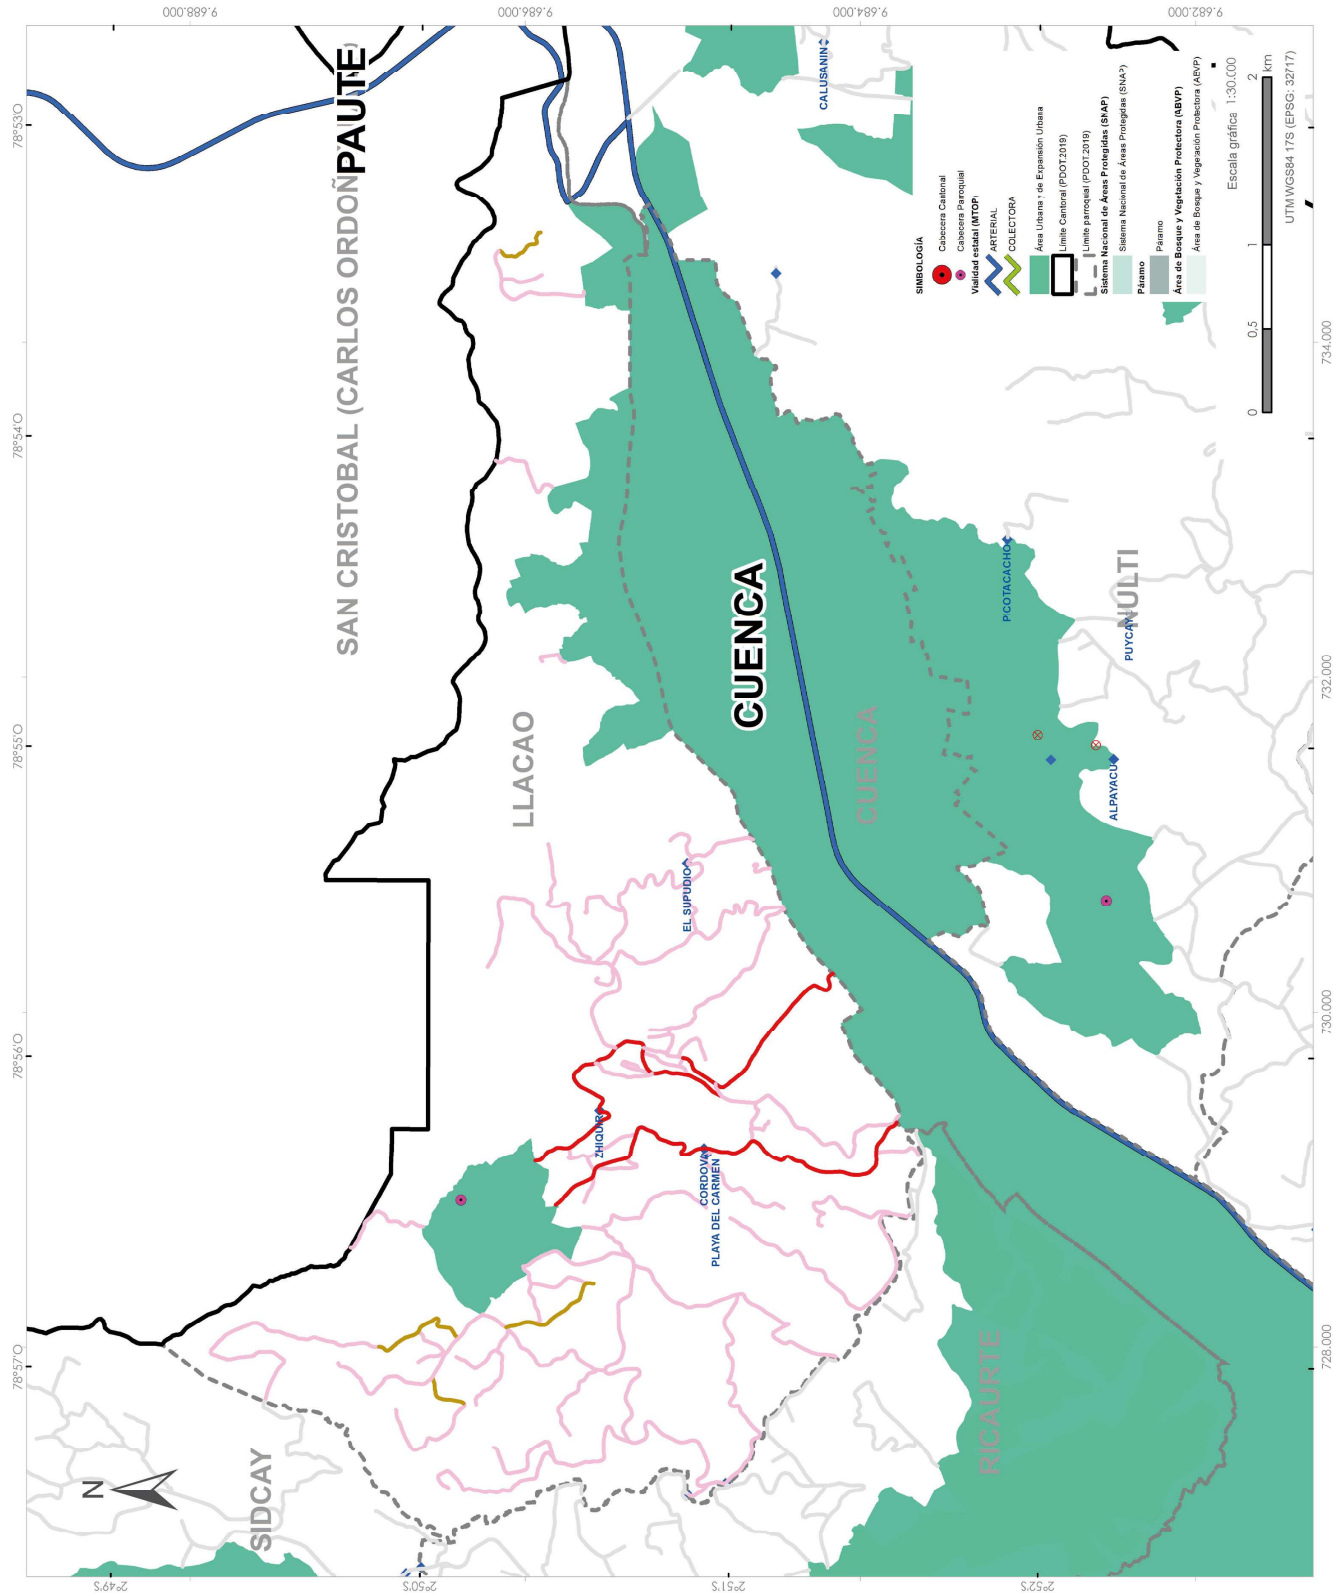 78°57'O
78°56'O
78°55'O
78°54'O
78°53'O
2°49'S
2°50'S
2°51'S
2°52'S
9.688.000
9.686.000
9.684.000
9.682.000
728.000
730.000
732.000
734.000
N
SIDCAY
SAN CRISTOBAL (CARLOS ORDOÑ
PAUTE
LLACAO
EL SUPUDIO
ZHIQUIR
CORDOVA
PLAYA DEL CARMEN
CUENCA
CUENCA
RICAURTE
CALUSANIN
P.COTACACHO
NULTI
PUYCAY
ALPAYACU
SIMBOLOGÍA
Cabecera Cantonal
Cabecera Parroquial
Vialidad estatal (MTOP)
ARTERIAL
COLECTORA
Área Urbana y de Expansión Urbana
Límite Cantonal (PDOT2019)
Límite parroquial (PDOT2019)
Sistema Nacional de Áreas Protegidas (SNAP)
Sistema Nacional de Áreas Protegidas (SNAP)
Páramo
Páramo
Área de Bosque y Vegetación Protectora (ABVP)
Área de Bosque y Vegetación Protectora (AEVP)
Escala gráfica 1:30.000
0 0,5 1 2
km
UTM WGS84 17S (EPSG: 32717)